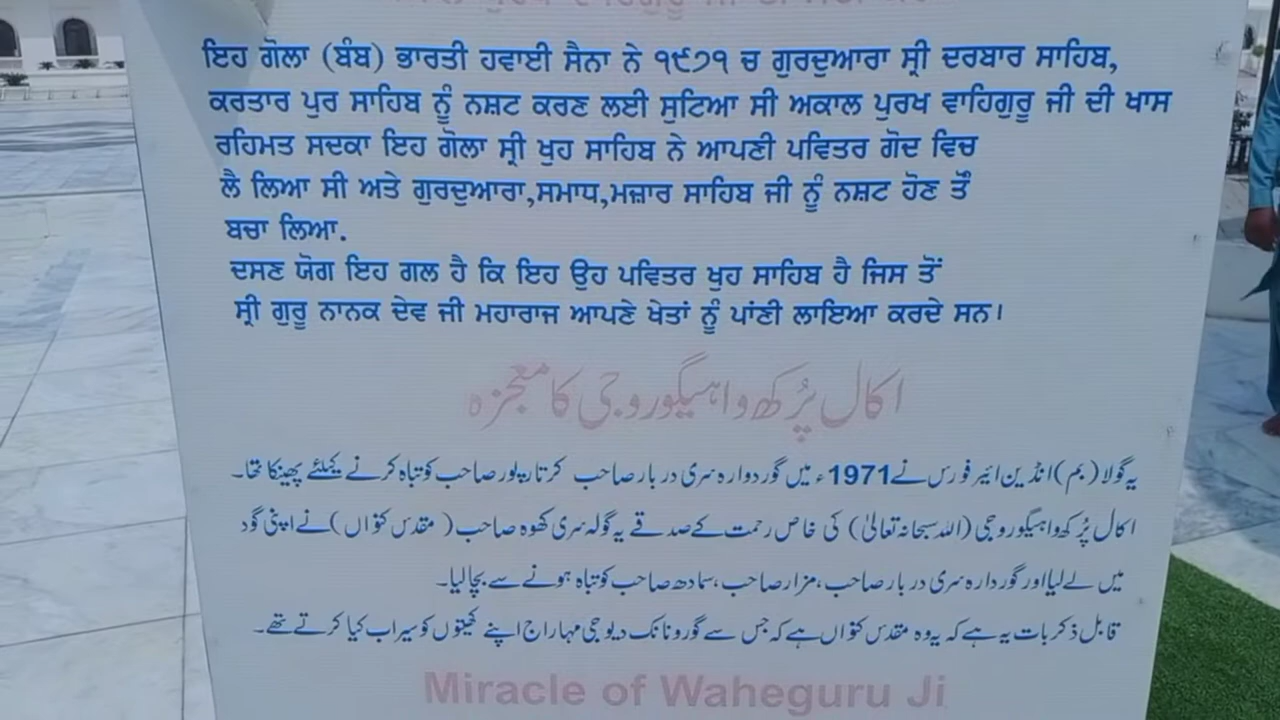 ਇਹ ਗੋਲਾ (ਬੰਬ) ਭਾਰਤੀ ਹਵਾਈ ਸੈਨਾ ਨੇ ੧੯੭੧ ਚ ਗੁਰਦੁਆਰਾ ਸ੍ਰੀ ਦਰਬਾਰ ਸਾਹਿਬ,
ਕਰਤਾਰ ਪੁਰ ਸਾਹਿਬ ਨੂੰ ਨਸ਼ਟ ਕਰਣ ਲਈ ਸੁਟਿਆ ਸੀ ਅਕਾਲ ਪੁਰਖ ਵਾਹਿਗੁਰੂ ਜੀ ਦੀ ਖਾਸ
ਰਹਿਮਤ ਸਦਕਾ ਇਹ ਗੋਲਾ ਸ੍ਰੀ ਖੂਹ ਸਾਹਿਬ ਨੇ ਆਪਣੀ ਪਵਿਤਰ ਗੋਦ ਵਿਚ
ਲੈ ਲਿਆ ਸੀ ਅਤੇ ਗੁਰਦੁਆਰਾ,ਸਮਾਧ,ਮਜ਼ਾਰ ਸਾਹਿਬ ਜੀ ਨੂੰ ਨਸ਼ਟ ਹੋਣ ਤੋਂ
ਬਚਾ ਲਿਆ.
ਦਸਣ ਯੋਗ ਇਹ ਗਲ ਹੈ ਕਿ ਇਹ ਉਹ ਪਵਿਤਰ ਖੂਹ ਸਾਹਿਬ ਹੈ ਜਿਸ ਤੋਂ
ਸ੍ਰੀ ਗੁਰੂ ਨਾਨਕ ਦੇਵ ਜੀ ਮਹਾਰਾਜ ਆਪਣੇ ਖੇਤਾਂ ਨੂੰ ਪਾਂਣੀ ਲਾਇਆ ਕਰਦੇ ਸਨ।
اکال پُرکھ واہیگورو جی کا معجزہ
یہ گولا (بم) انڈین ائیر فورس نے 1971ء میں گوردوارہ سری دربار صاحب کرتارپور صاحب کو تباہ کرنے کیلئے پھینکا تھا۔
اکال پُرکھ واہیگورو جی (اللہ سبحانہ تعالیٰ) کی خاص رحمت کے صدقے یہ گولہ سری کھوہ صاحب ( مقدس کنواں) نے اپنی گود
میں لے لیا اور گوردارہ سری دربار صاحب، مزار صاحب، سمادھ صاحب کو تباہ ہونے سے بچا لیا۔
قابل ذکر بات یہ ہے کہ یہ وہ مقدس کنواں ہے کہ جس سے گورونانک دیو جی مہاراج اپنے کھیتوں کو سیراب کیا کرتے تھے۔
Miracle of Waheguru Ji